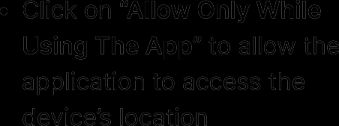 • Click on “Allow Only While
Using The App” to allow the
application to access the
device’s location